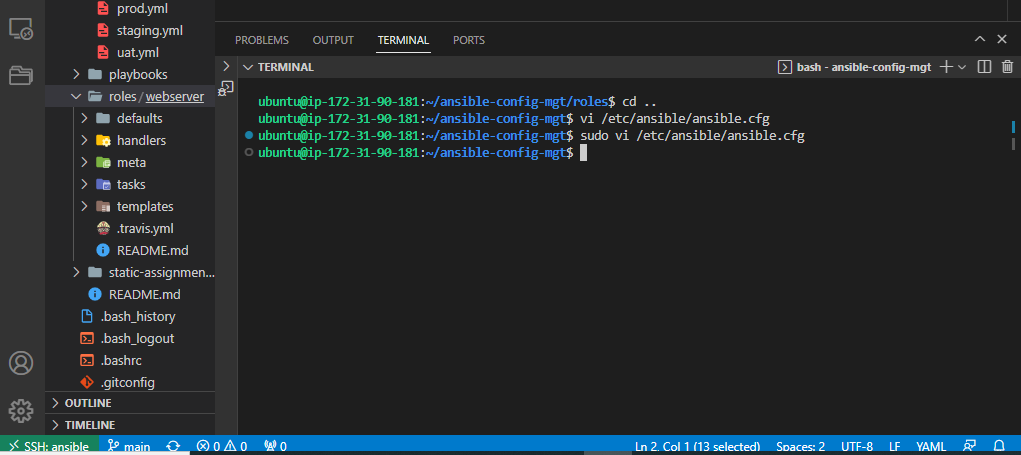 prod.yml
staging.yml
uat.yml
playbooks
roles / webserver
defaults
handlers
meta
tasks
templates
.travis.yml
README.md
static-assignmen...
README.md
.bash_history
.bash_logout
.bashrc
.gitconfig
OUTLINE
TIMELINE
PROBLEMS OUTPUT TERMINAL PORTS
TERMINAL
bash - ansible-config-mgt
ubuntu@ip-172-31-90-181:~/ansible-config-mgt/roles$ cd ..
ubuntu@ip-172-31-90-181:~/ansible-config-mgt$ vi /etc/ansible/ansible.cfg
ubuntu@ip-172-31-90-181:~/ansible-config-mgt$ sudo vi /etc/ansible/ansible.cfg
ubuntu@ip-172-31-90-181:~/ansible-config-mgt$
SSH: ansible main 0 0 0 Ln 2, Col 1 (13 selected) Spaces: 2 UTF-8 LF YAML